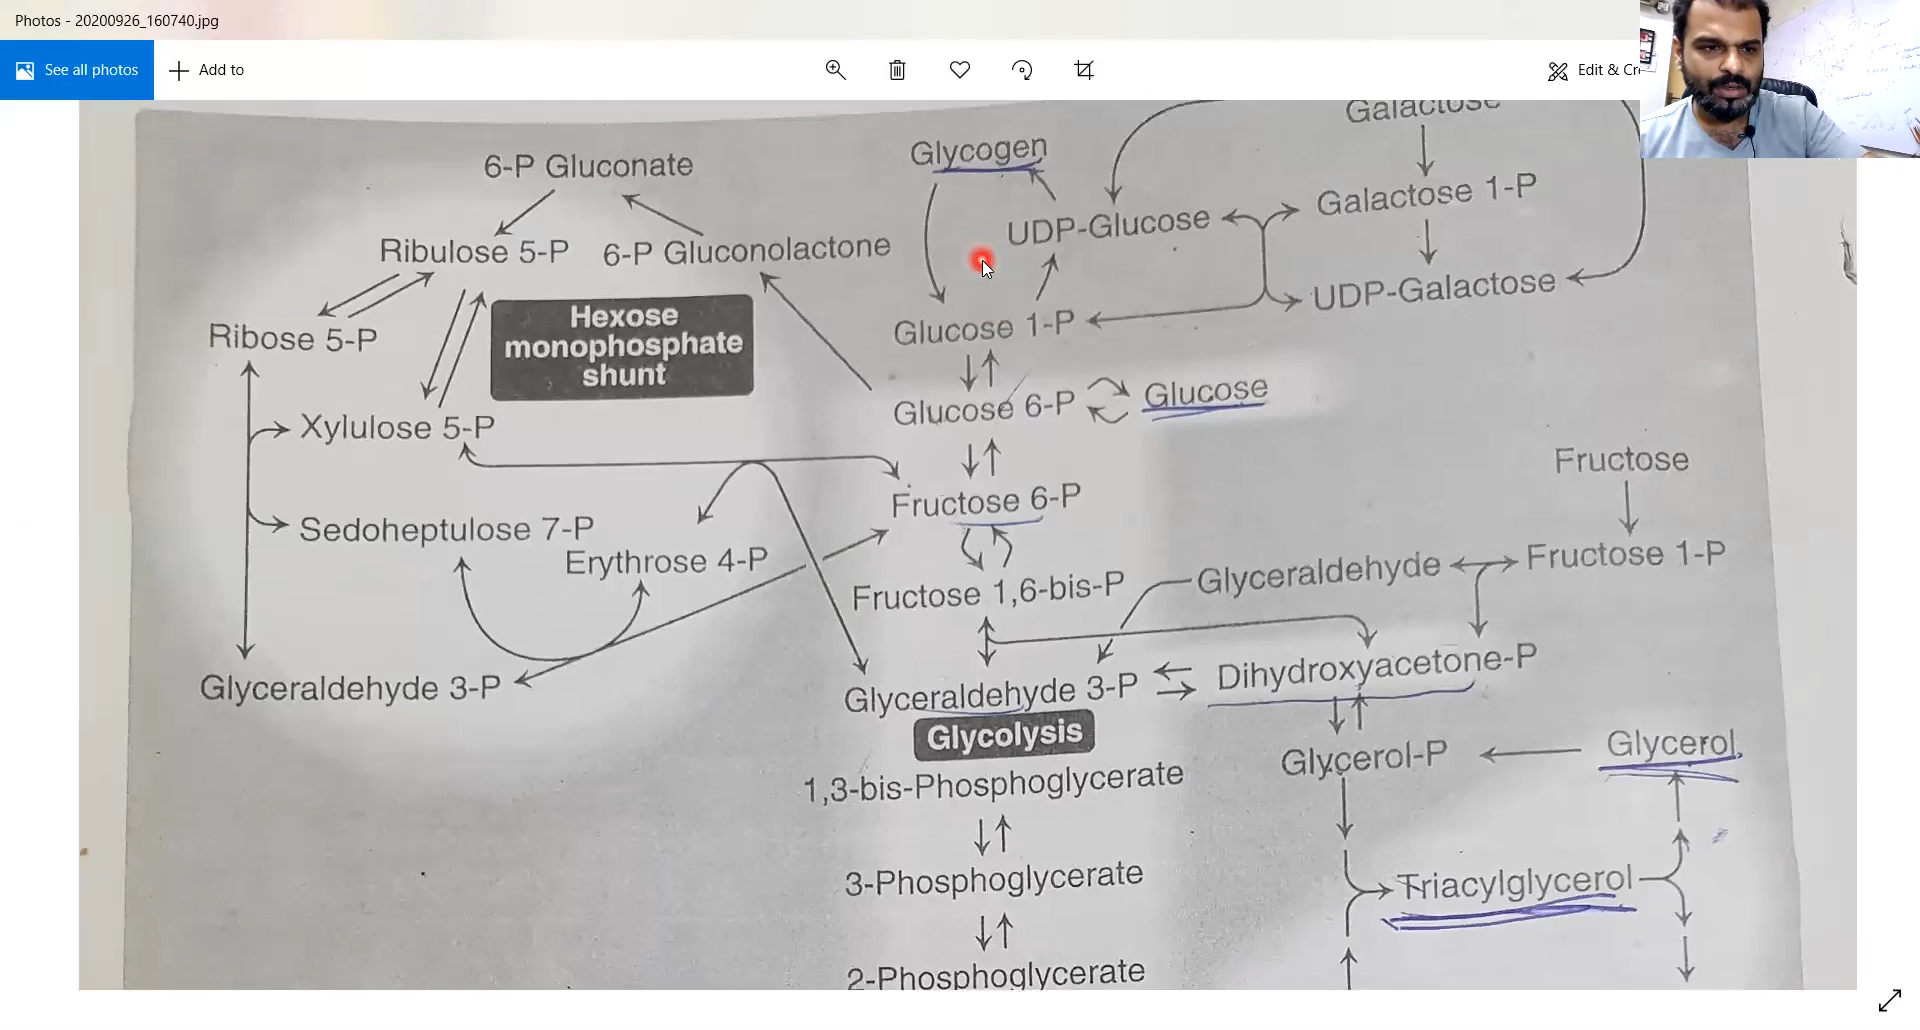 Photos - 20200926_160740.jpg
See all photos
Add to
Galactose
Glycogen
6-P Gluconate
Galactose 1-P
UDP-Glucose
Ribulose 5-P
6-P Gluconolactone
UDP-Galactose
Hexose
monophosphate
shunt
Ribose 5-P
Glucose 1-P
Glucose 6-P
Glucose
Xylulose 5-P
Fructose
Fructose 6-P
Sedoheptulose 7-P
Erythrose 4-P
Fructose 1,6-bis-P
Glyceraldehyde
Fructose 1-P
Glyceraldehyde 3-P
Glyceraldehyde 3-P
Dihydroxyacetone-P
Glycolysis
Glycerol-P
Glycerol
1,3-bis-Phosphoglycerate
3-Phosphoglycerate
Triacylglycerol
2-Phosphoglycerate